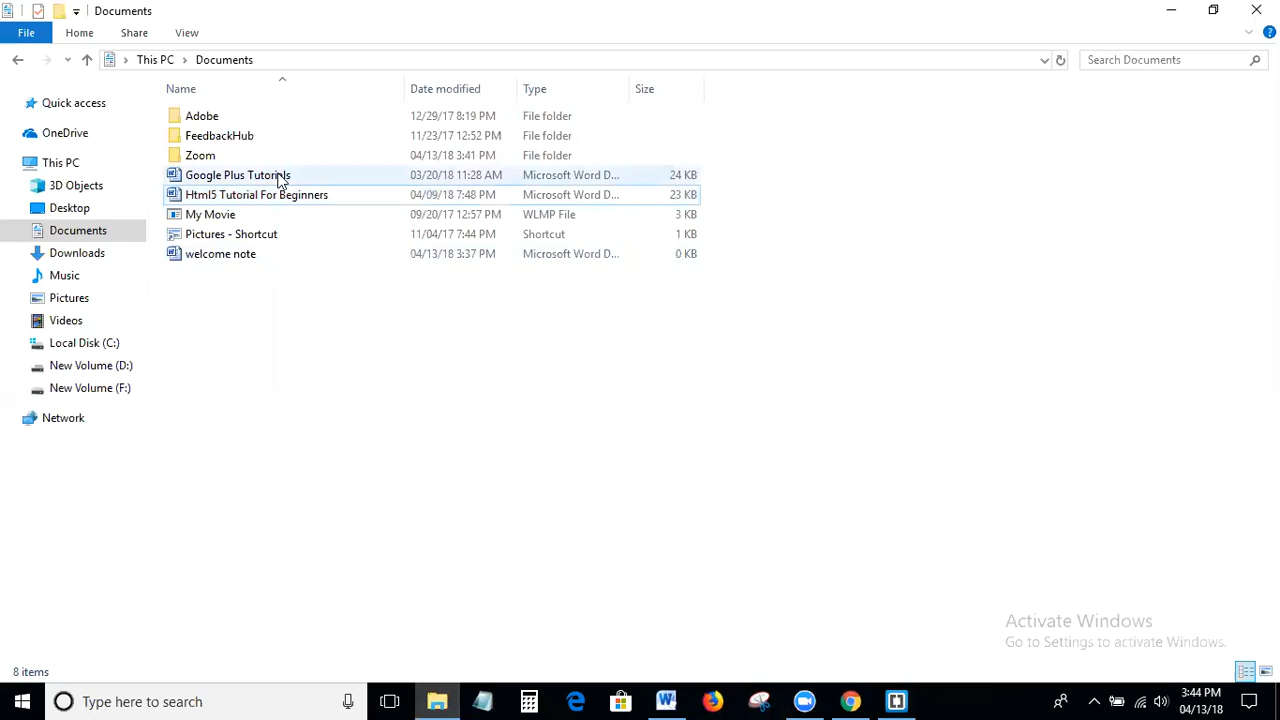 Documents
File Home Share View
This PC Documents Search Documents
Name Date modified Type Size
Quick access
OneDrive
This PC
3D Objects
Desktop
Documents
Downloads
Music
Pictures
Videos
Local Disk (C:)
New Volume (D:)
New Volume (F:)
Network
Adobe 12/29/17 8:19 PM File folder
FeedbackHub 11/23/17 12:52 PM File folder
Zoom 04/13/18 3:41 PM File folder
Google Plus Tutorials 03/20/18 11:28 AM Microsoft Word D... 24 KB
Html5 Tutorial For Beginners 04/09/18 7:48 PM Microsoft Word D... 23 KB
My Movie 09/20/17 12:57 PM WLMP File 3 KB
Pictures - Shortcut 11/04/17 7:44 PM Shortcut 1 KB
welcome note 04/13/18 3:37 PM Microsoft Word D... 0 KB
Activate Windows
Go to Settings to activate Windows.
8 items
Type here to search
3:44 PM
04/13/18